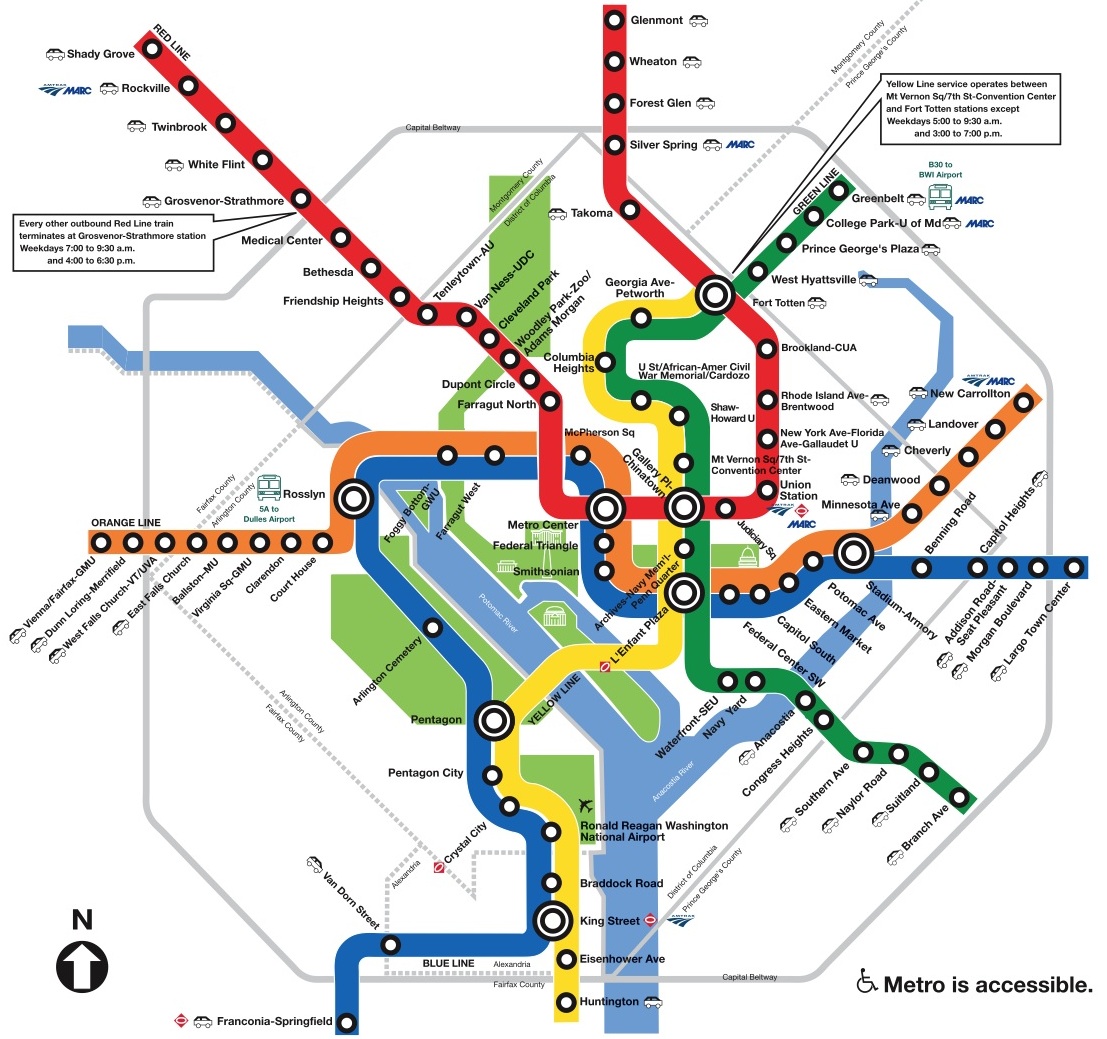 RED LINE
Shady Grove
AMTRAK
MARC
Rockville
Twinbrook
White Flint
Grosvenor-Strathmore
Every other outbound Red Line train
terminates at Grosvenor-Strathmore station
Weekdays 7:00 to 9:30 a.m.
and 4:00 to 6:30 p.m.
Medical Center
Bethesda
Friendship Heights
Tenleytown-AU
Van Ness-UDC
Cleveland Park
Woodley Park-Zoo/
Adams Morgan
Dupont Circle
Farragut North
Capital Beltway
Montgomery County
District of Columbia
Glenmont
Wheaton
Forest Glen
Silver Spring
MARC
Takoma
Montgomery County
Prince George's County
Yellow Line service operates between
Mt Vernon Sq/7th St-Convention Center
and Fort Totten stations except
Weekdays 5:00 to 9:30 a.m.
and 3:00 to 7:00 p.m.
B30 to
BWI Airport
GREEN LINE
Greenbelt
MARC
College Park-U of Md
MARC
Prince George's Plaza
West Hyattsville
Fort Totten
Georgia Ave-
Petworth
Columbia
Heights
U St/African-Amer Civil
War Memorial/Cardozo
Shaw-
Howard U
Mt Vernon Sq/7th St-
Convention Center
Brookland-CUA
Rhode Island Ave-
Brentwood
New York Ave-Florida
Ave-Gallaudet U
Union
Station
AMTRAK
MARC
Judiciary Sq
Gallery Pl-
Chinatown
McPherson Sq
Metro Center
Federal Triangle
Smithsonian
Archives-Navy Mem'l-
Penn Quarter
L'Enfant Plaza
Foggy Bottom-
GWU
Farragut West
Rosslyn
5A to
Dulles Airport
Fairfax County
Arlington County
ORANGE LINE
Vienna/Fairfax-GMU
Dunn Loring-Merrifield
West Falls Church-VT/UVA
East Falls Church
Ballston-MU
Virginia Sq-GMU
Clarendon
Court House
AMTRAK
MARC
New Carrollton
Landover
Cheverly
Deanwood
Minnesota Ave
Benning Road
Capitol Heights
Addison Road-
Seat Pleasant
Morgan Boulevard
Largo Town Center
Stadium-Armory
Potomac Ave
Eastern Market
Capitol South
Federal Center SW
Potomac River
Arlington Cemetery
Pentagon
YELLOW LINE
Waterfront-SEU
Navy Yard
Anacostia
Congress Heights
Southern Ave
Naylor Road
Suitland
Branch Ave
Anacostia River
Arlington County
Fairfax County
Pentagon City
Crystal City
Ronald Reagan Washington
National Airport
Braddock Road
King Street
AMTRAK
Eisenhower Ave
Huntington
Alexandria
Van Dorn Street
BLUE LINE
Alexandria
Fairfax County
Franconia-Springfield
District of Columbia
Prince George's County
Capital Beltway
N
Metro is accessible.